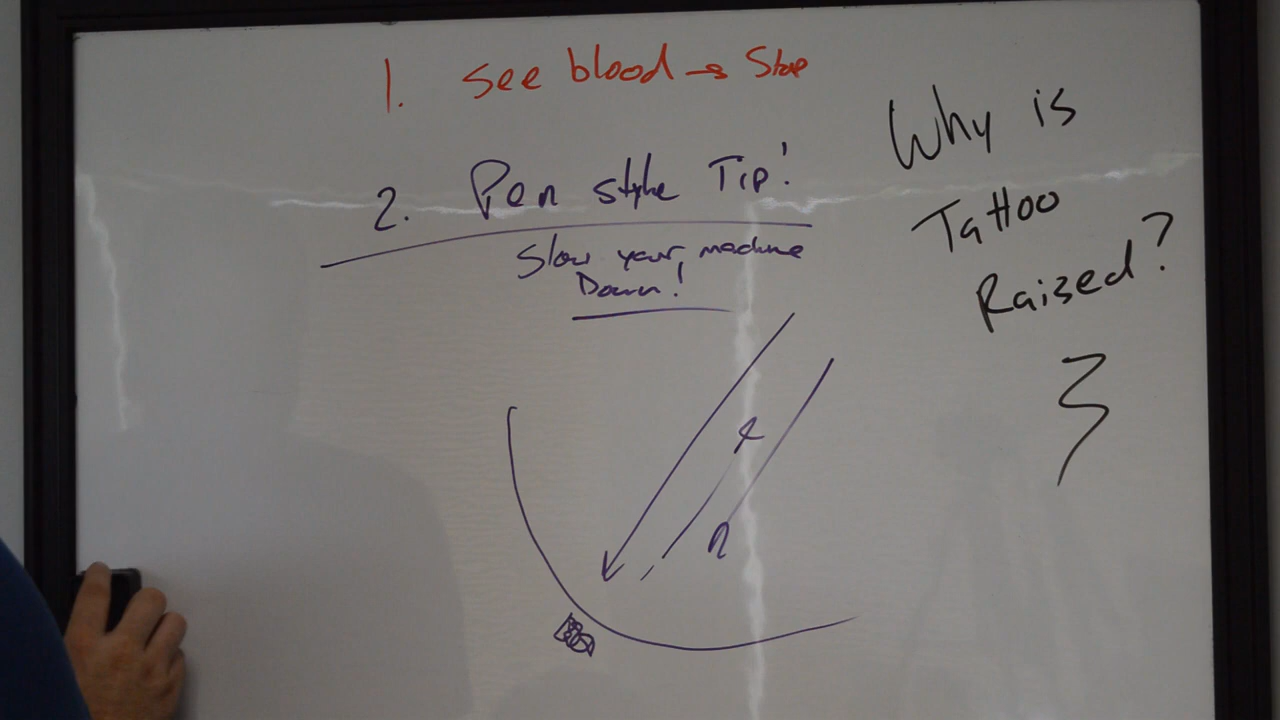 1. See blood → Stop
2. Pen style Tip!
Slow your machine
Down!
Why is
Tattoo
Raised?